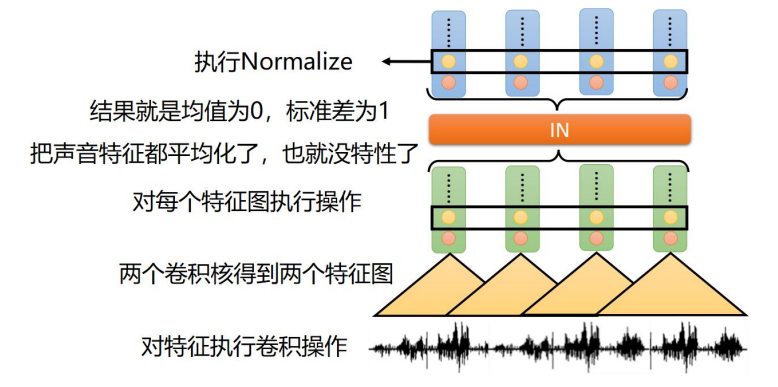 执行Normalize
结果就是均值为0，标准差为1
IN
把声音特征都平均化了，也就没特性了
对每个特征图执行操作
两个卷积核得到两个特征图
对特征执行卷积操作